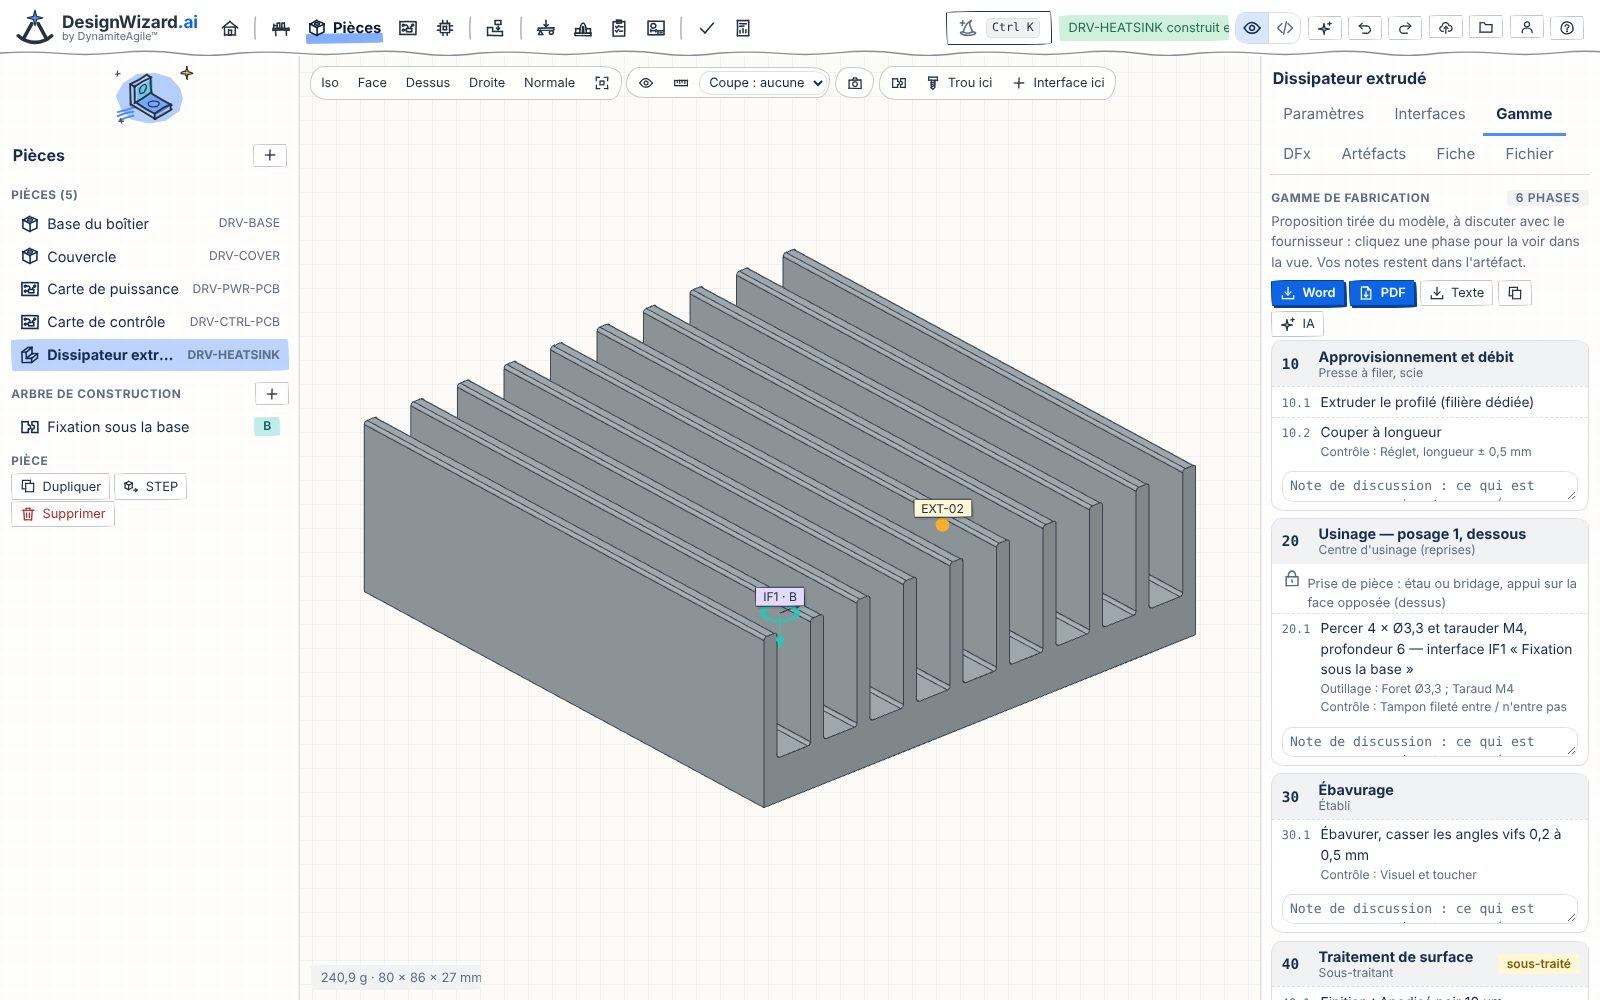 DesignWizard.ai
by DynamiteAgile™
Pièces
Ctrl K
DRV-HEATSINK construit e
Pièces
PIÈCES (5)
Base du boîtier DRV-BASE
Couvercle DRV-COVER
Carte de puissance DRV-PWR-PCB
Carte de contrôle DRV-CTRL-PCB
Dissipateur extr... DRV-HEATSINK
ARBRE DE CONSTRUCTION
Fixation sous la base B
PIÈCE
Dupliquer STEP
Supprimer
Iso Face Dessus Droite Normale Coupe : aucune Trou ici Interface ici
EXT-02
IF1 · B
240,9 g · 80 × 86 × 27 mm
Dissipateur extrudé
Paramètres Interfaces Gamme
DFx Artéfacts Fiche Fichier
GAMME DE FABRICATION 6 PHASES
Proposition tirée du modèle, à discuter avec le
fournisseur : cliquez une phase pour la voir dans
la vue. Vos notes restent dans l'artéfact.
Word PDF Texte
IA
10 Approvisionnement et débit
Presse à filer, scie
10.1 Extruder le profilé (filière dédiée)
10.2 Couper à longueur
Contrôle : Réglet, longueur ± 0,5 mm
Note de discussion : ce qui est
20 Usinage — posage 1, dessous
Centre d'usinage (reprises)
Prise de pièce : étau ou bridage, appui sur la
face opposée (dessus)
20.1 Percer 4 × Ø3,3 et tarauder M4,
profondeur 6 — interface IF1 « Fixation
sous la base »
Outillage : Foret Ø3,3 ; Taraud M4
Contrôle : Tampon fileté entre / n'entre pas
Note de discussion : ce qui est
30 Ébavurage
Établi
30.1 Ébavurer, casser les angles vifs 0,2 à
0,5 mm
Contrôle : Visuel et toucher
Note de discussion : ce qui est
40 Traitement de surface sous-traité
Sous-traitant